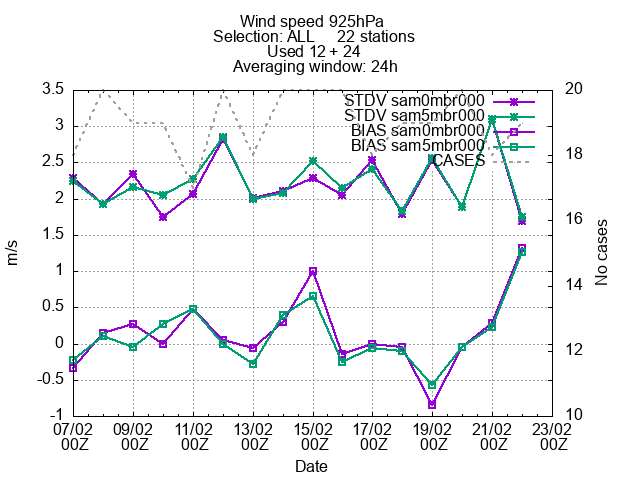 Wind speed 925hPa
Selection: ALL 22 stations
Used 12 + 24
Averaging window: 24h
3.5
3
2.5
2
1.5
1
0.5
0
-0.5
-1
m/s
20
18
16
14
12
10
No cases
STDV sam0mbr000
STDV sam5mbr000
BIAS sam0mbr000
BIAS sam5mbr000
CASES
07/02 09/02 11/02 13/02 15/02 17/02 19/02 21/02 23/02
00Z 00Z 00Z 00Z 00Z 00Z 00Z 00Z 00Z
Date